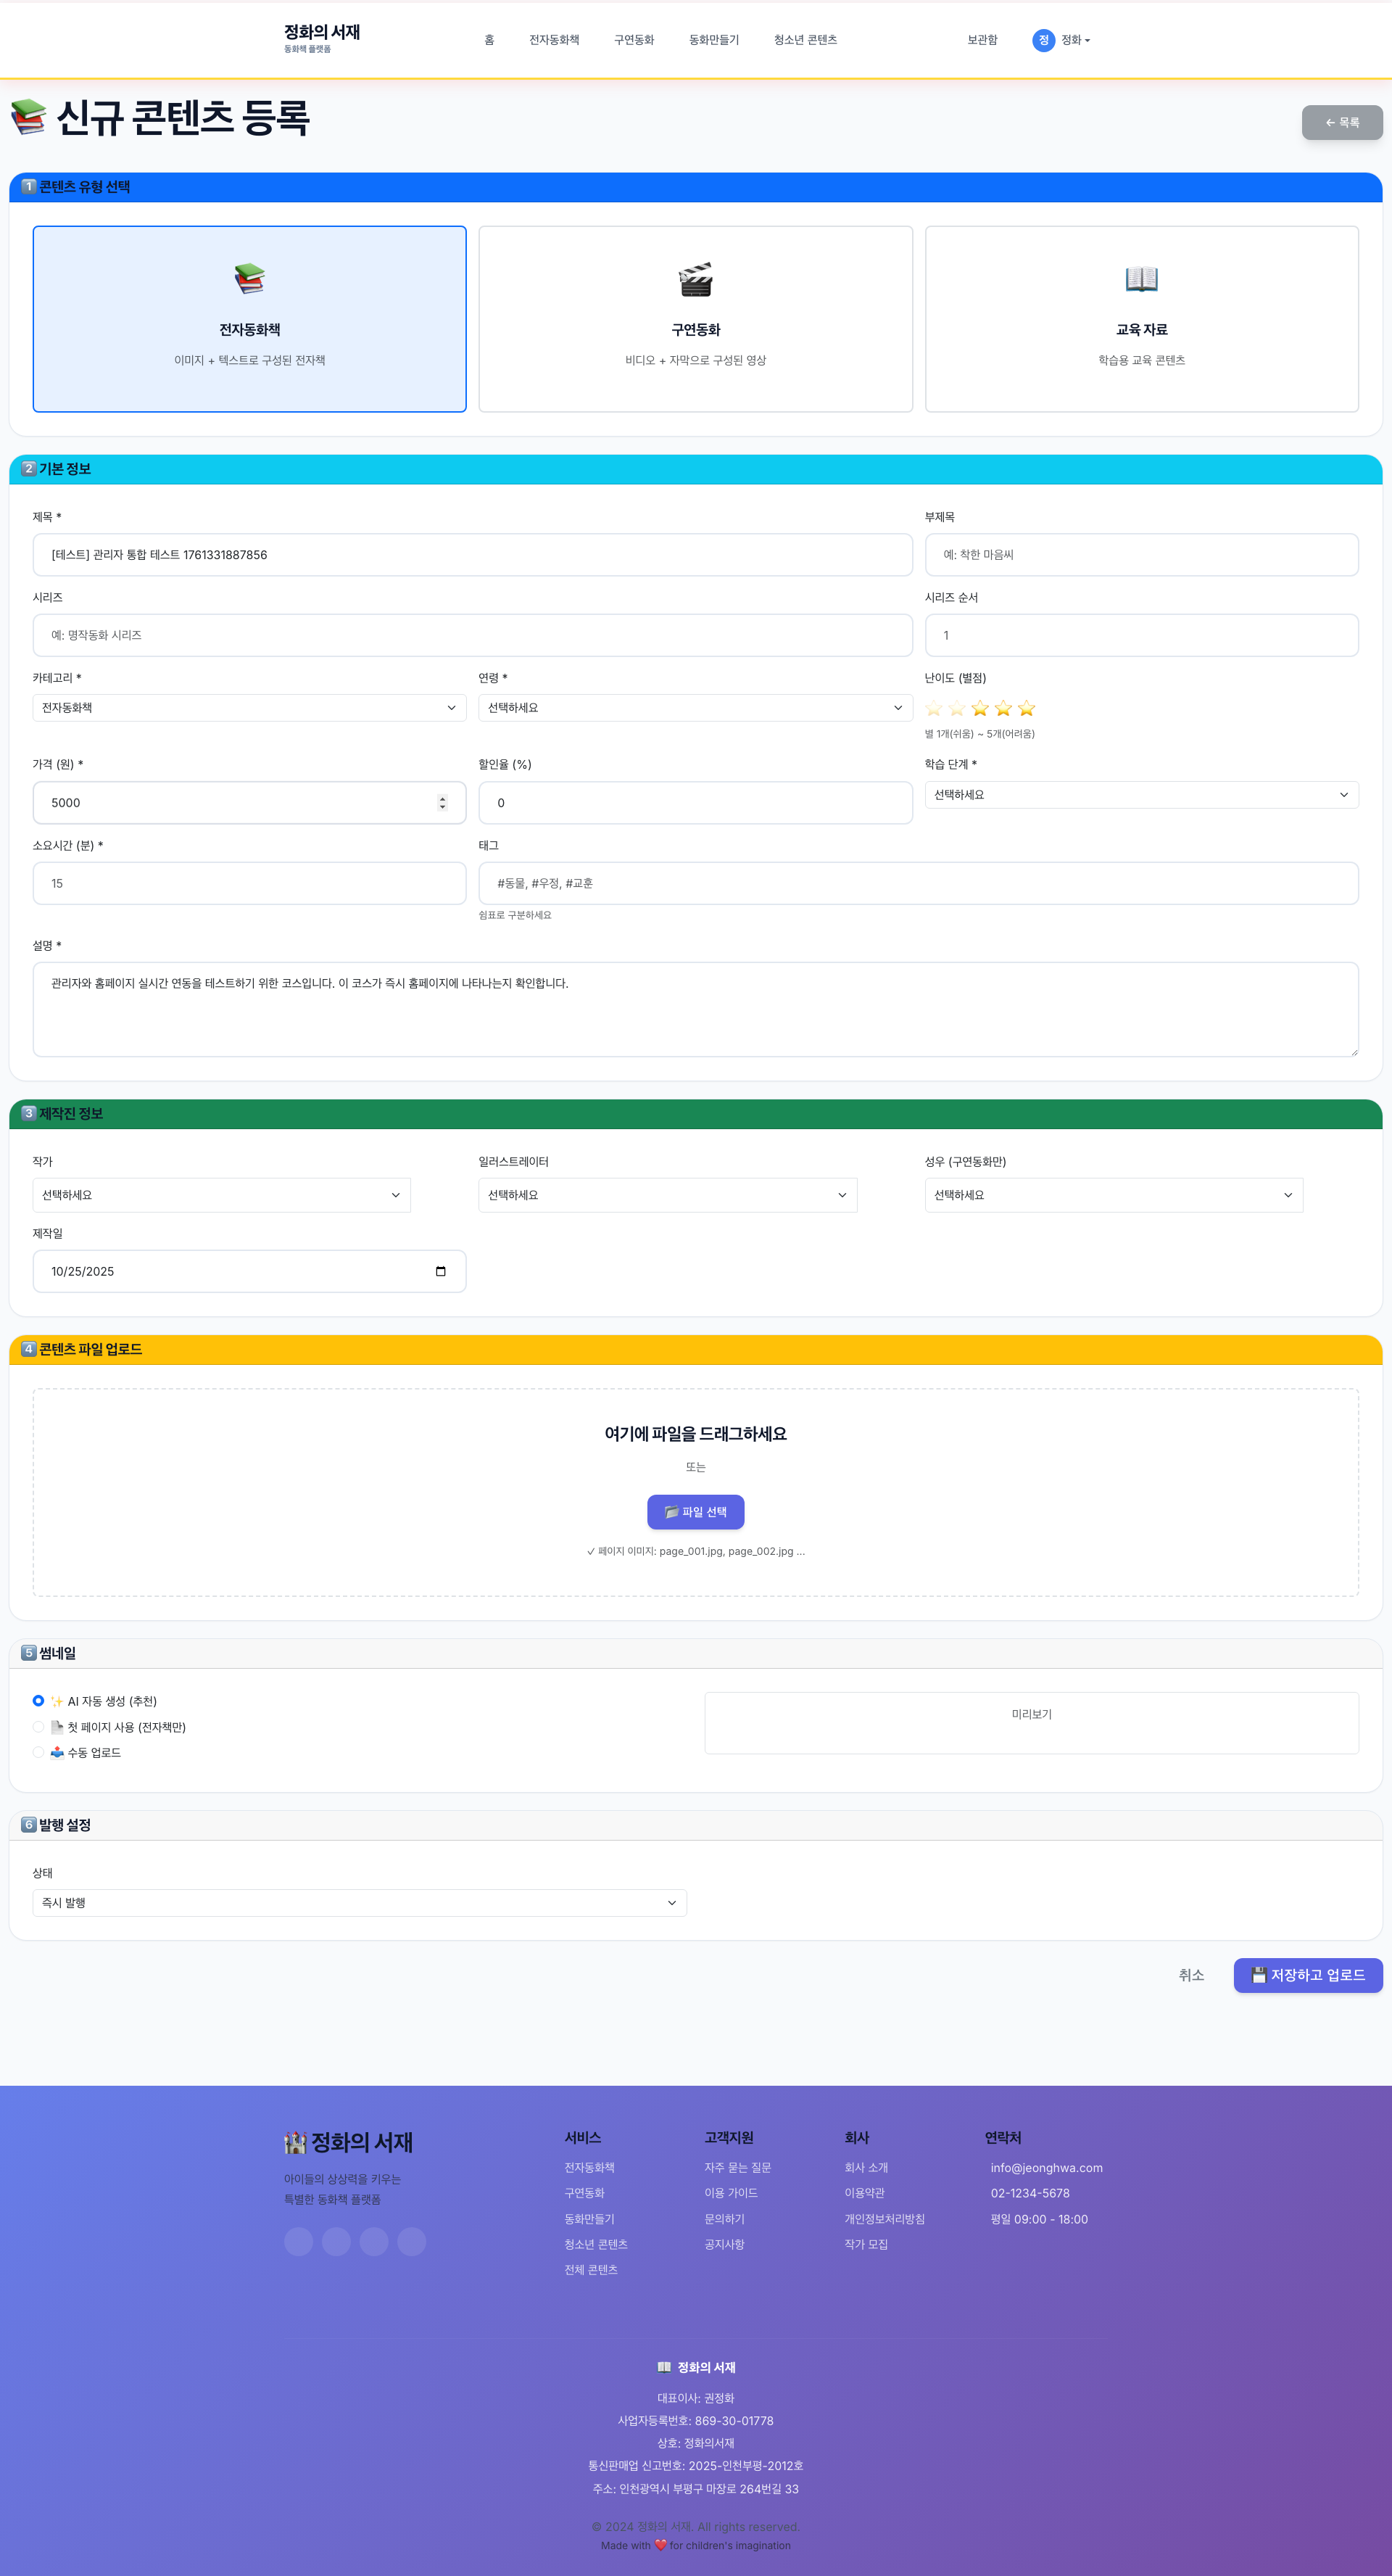 정화의 서재
동화책 플랫폼
홈
전자동화책
구연동화
동화만들기
청소년 콘텐츠
보관함
정 정화
📚 신규 콘텐츠 등록
← 목록
1️⃣ 콘텐츠 유형 선택
전자동화책
이미지 + 텍스트로 구성된 전자책
구연동화
비디오 + 자막으로 구성된 영상
교육 자료
학습용 교육 콘텐츠
2️⃣ 기본 정보
제목 *
부제목
[테스트] 관리자 통합 테스트 1761331887856
예: 착한 마음씨
시리즈
시리즈 순서
예: 명작동화 시리즈
1
카테고리 *
연령 *
난이도 (별점)
전자동화책
선택하세요
별 1개(쉬움) ~ 5개(어려움)
가격 (원) *
할인율 (%)
학습 단계 *
5000
0
선택하세요
소요시간 (분) *
태그
15
#동물, #우정, #교훈
쉼표로 구분하세요
설명 *
관리자와 홈페이지 실시간 연동을 테스트하기 위한 코스입니다. 이 코스가 즉시 홈페이지에 나타나는지 확인합니다.
3️⃣ 제작진 정보
작가
일러스트레이터
성우 (구연동화만)
선택하세요
선택하세요
선택하세요
제작일
10/25/2025
4️⃣ 콘텐츠 파일 업로드
여기에 파일을 드래그하세요
또는
📁 파일 선택
✓ 페이지 이미지: page_001.jpg, page_002.jpg ...
5️⃣ 썸네일
✨ AI 자동 생성 (추천)
📄 첫 페이지 사용 (전자책만)
📤 수동 업로드
미리보기
6️⃣ 발행 설정
상태
즉시 발행
취소
💾 저장하고 업로드
🏰 정화의 서재
아이들의 상상력을 키우는
특별한 동화책 플랫폼
서비스
전자동화책
구연동화
동화만들기
청소년 콘텐츠
전체 콘텐츠
고객지원
자주 묻는 질문
이용 가이드
문의하기
공지사항
회사
회사 소개
이용약관
개인정보처리방침
작가 모집
연락처
info@jeonghwa.com
02-1234-5678
평일 09:00 - 18:00
📖 정화의 서재
대표이사: 권정화
사업자등록번호: 869-30-01778
상호: 정화의서재
통신판매업 신고번호: 2025-인천부평-2012호
주소: 인천광역시 부평구 마장로 264번길 33
© 2024 정화의 서재. All rights reserved.
Made with ❤️ for children's imagination